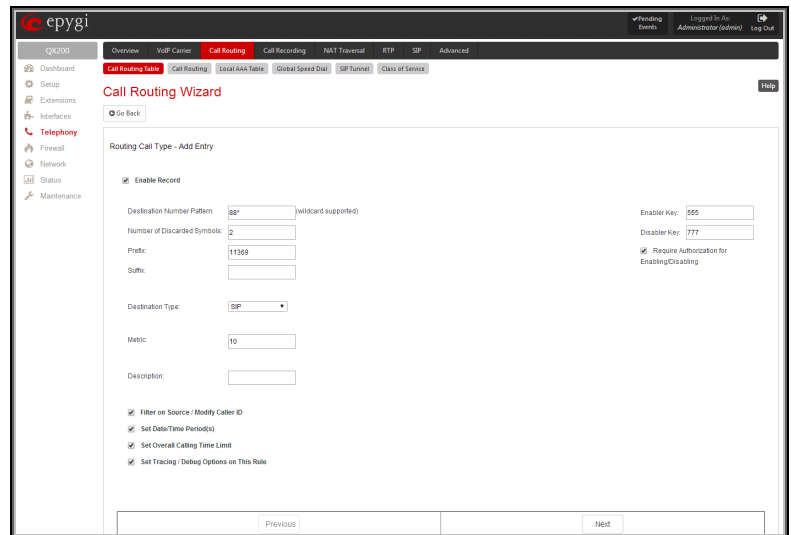 epygi
Pending Events
Logged In As:
Administrator (admin)
Log Out
QX200
Overview VoIP Carrier Call Routing Call Recording NAT Traversal RTP SIP Advanced
Dashboard
Setup
Extensions
Interfaces
Telephony
Firewall
Network
Status
Maintenance
Call Routing Table Call Routing Local AAA Table Global Speed Dial SIP Tunnel Class of Service
Call Routing Wizard
Help
Go Back
Routing Call Type - Add Entry
Enable Record
Destination Number Pattern: 88* (wildcard supported)
Number of Discarded Symbols: 2
Prefix: 11369
Suffix:
Enabler Key: 555
Disabler Key: 777
Require Authorization for
Enabling/Disabling
Destination Type: SIP
Metric: 10
Description:
Filter on Source / Modify Caller ID
Set Date/Time Period(s)
Set Overall Calling Time Limit
Set Tracing / Debug Options on This Rule
Previous Next